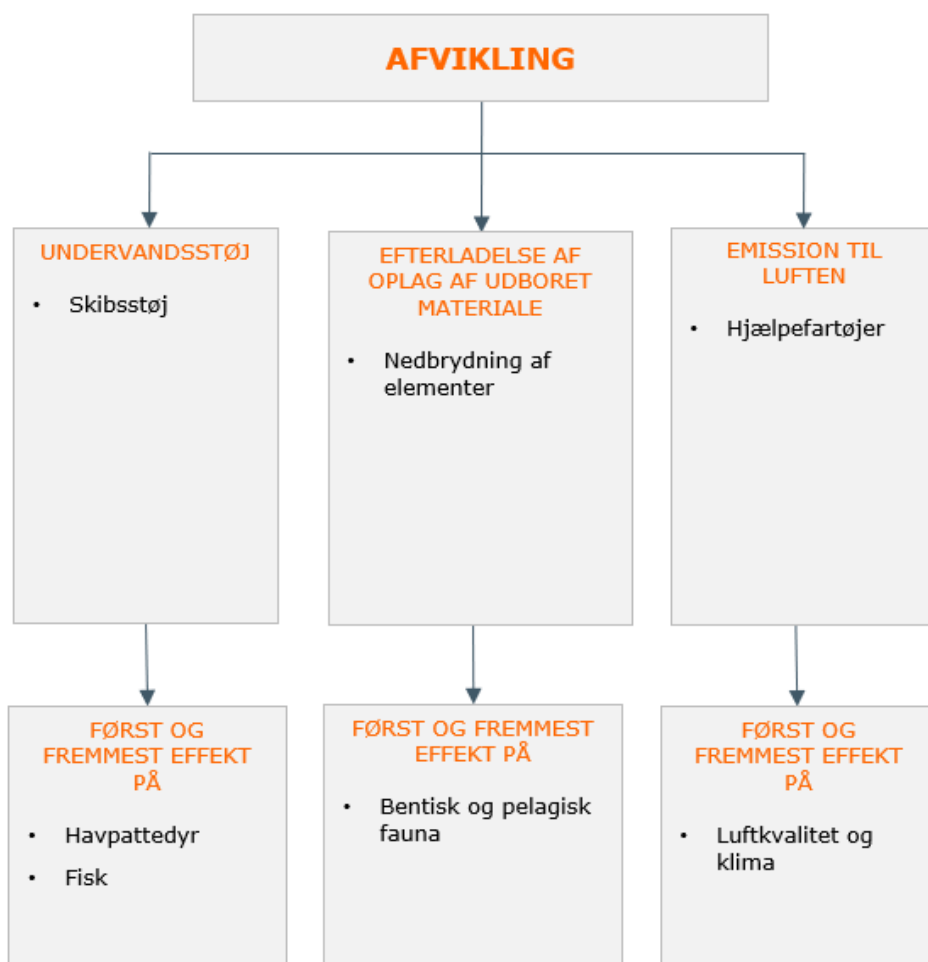 AFVIKLING
UNDERVANDSSTØJ
• Skibsstøj
EFTERLADELSE AF
OPLAG AF UDBORET
MATERIALE
• Nedbrydning af
elementer
EMISSION TIL
LUFTEN
• Hjælpefartøjer
FØRST OG
FREMMEST EFFEKT
PÅ
• Havpattedyr
• Fisk
FØRST OG FREMMEST
EFFEKT PÅ
• Bentisk og pelagisk
fauna
FØRST OG
FREMMEST EFFEKT
PÅ
• Luftkvalitet og
klima